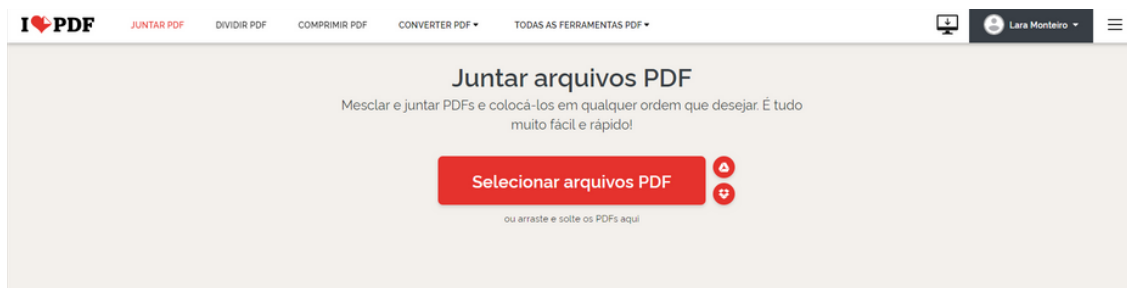 I PDF
JUNTAR PDF
DIVIDIR PDF
COMPRIMIR PDF
CONVERTER PDF
TODAS AS FERRAMENTAS PDF
Lara Monteiro
Juntar arquivos PDF
Mesclar e juntar PDFs e colocá-los em qualquer ordem que desejar. É tudo
muito fácil e rápido!
Selecionar arquivos PDF
ou arraste e solte os PDFs aqui